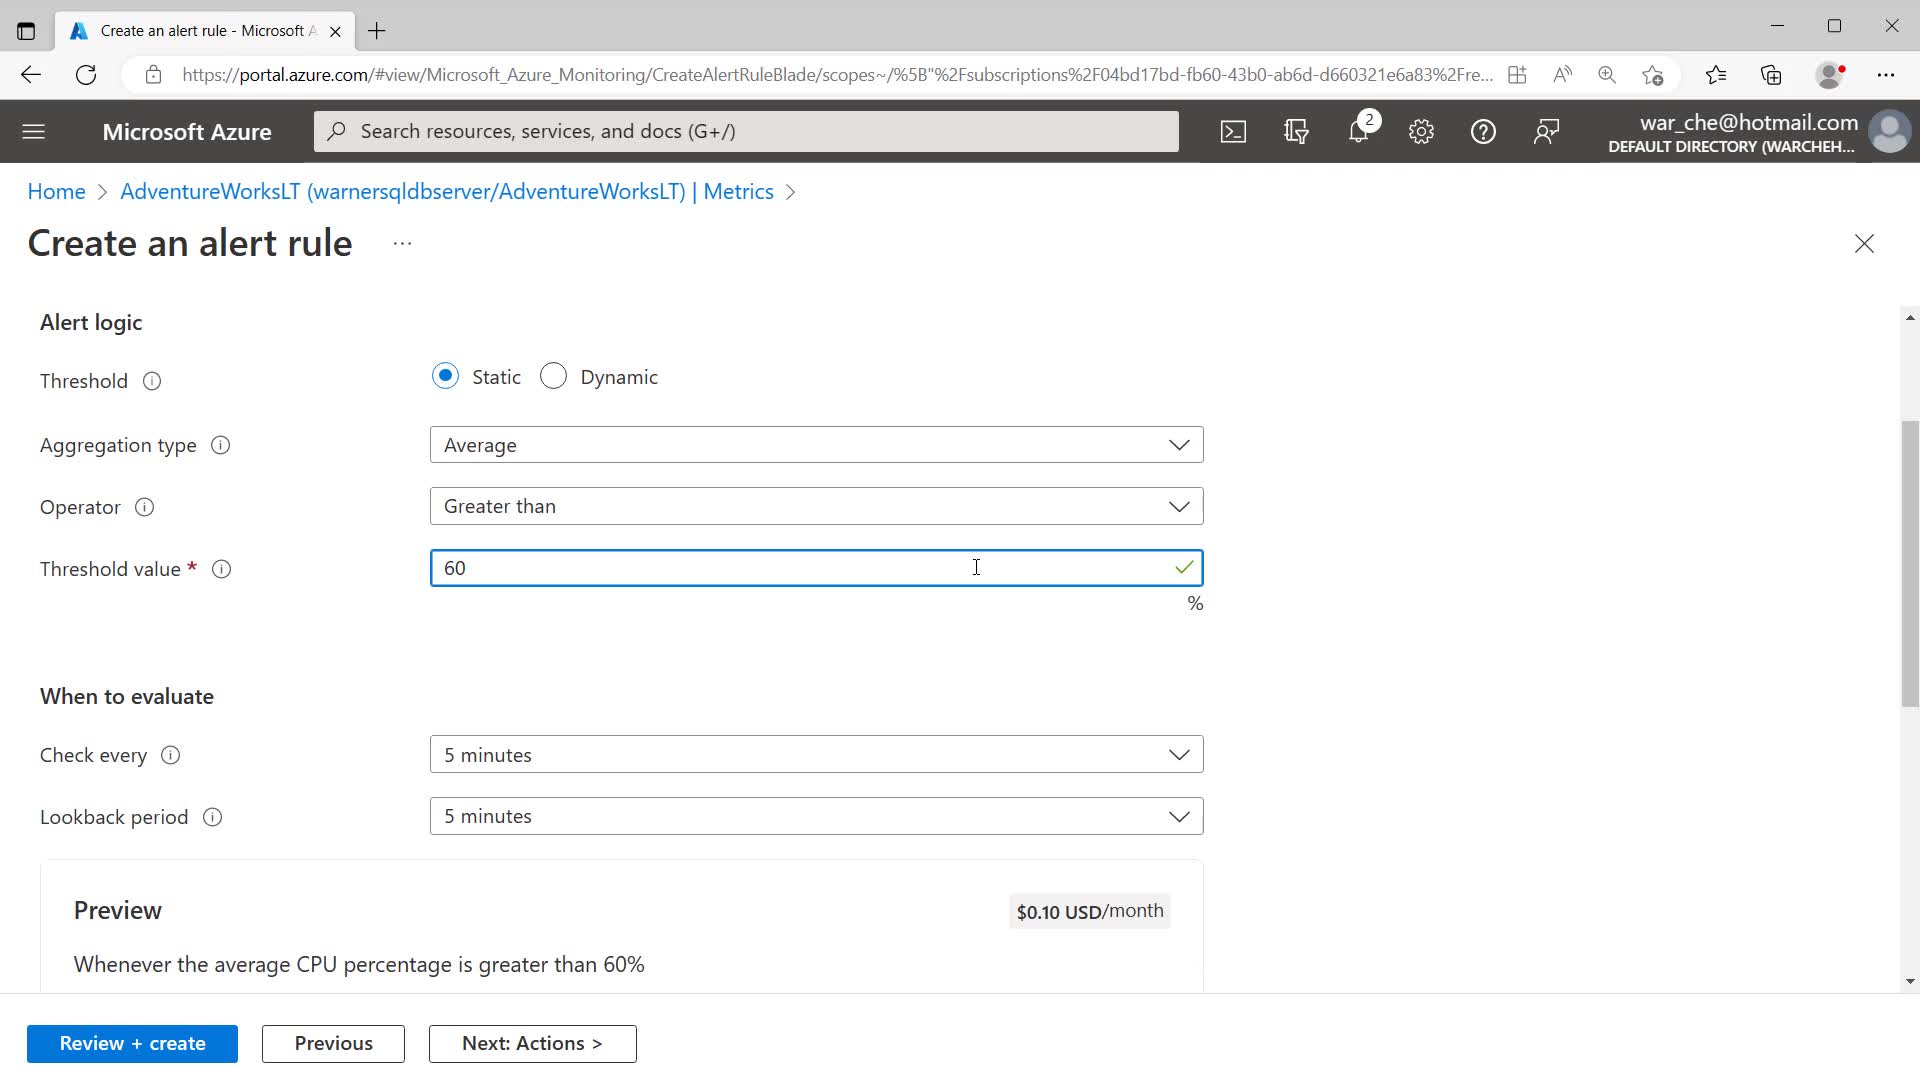 Create an alert rule - Microsoft A
https://portal.azure.com/#view/Microsoft_Azure_Monitoring/CreateAlertRuleBlade/scopes~/%5B"%2Fsubscriptions%2F04bd17bd-fb60-43b0-ab6d-d660321e6a83%2Fre...
Microsoft Azure
Search resources, services, and docs (G+/)
2
war_che@hotmail.com
DEFAULT DIRECTORY (WARCHEH...
Home > AdventureWorksLT (warnersqldbserver/AdventureWorksLT) | Metrics >
Create an alert rule ...
Alert logic
Threshold Static Dynamic
Aggregation type Average
Operator Greater than
Threshold value * 60
%
When to evaluate
Check every 5 minutes
Lookback period 5 minutes
Preview $0.10 USD/month
Whenever the average CPU percentage is greater than 60%
Review + create Previous Next: Actions >